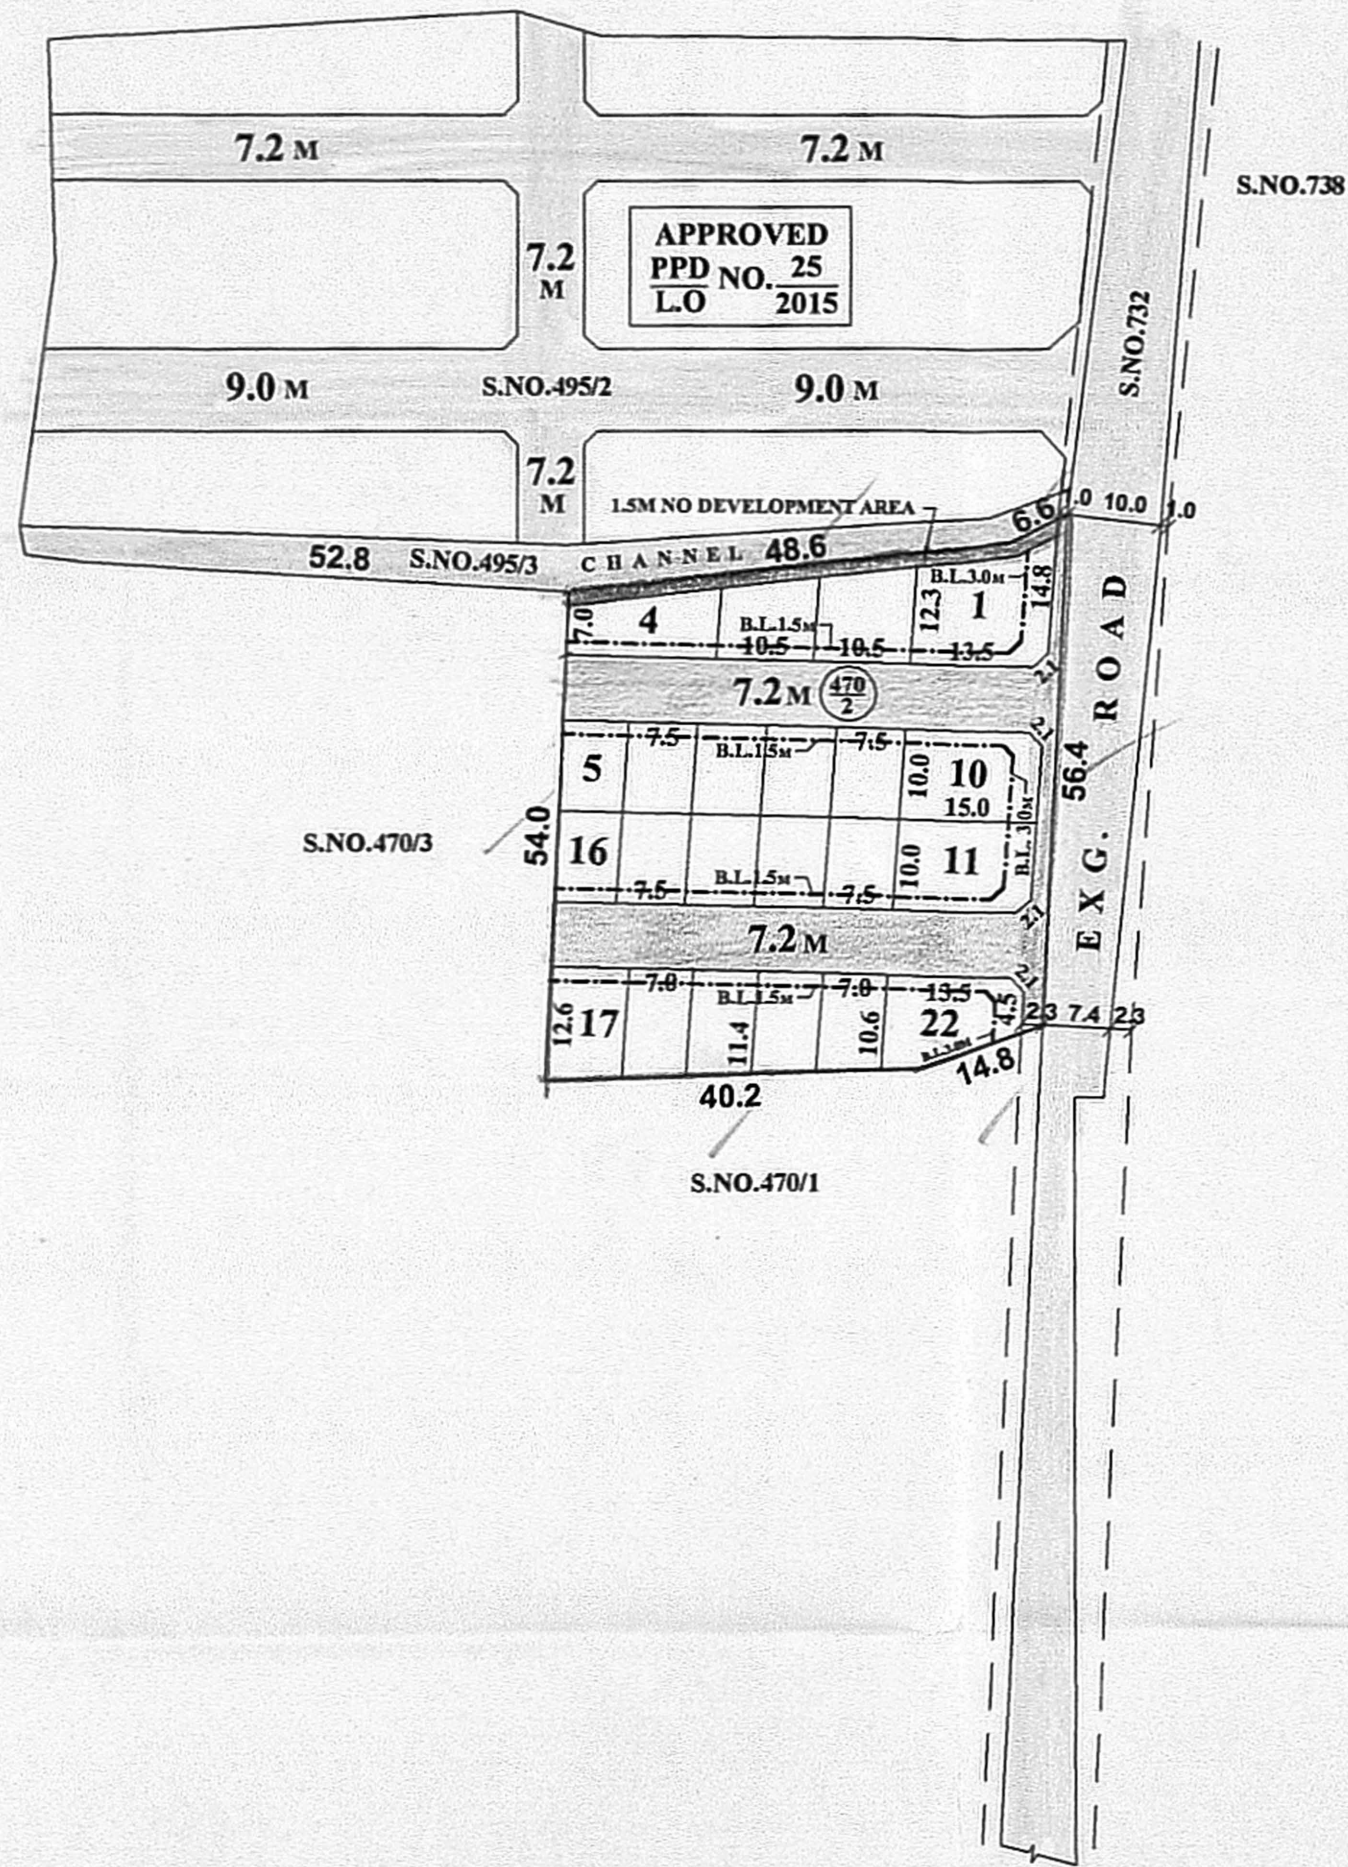 7.2 M
7.2 M
S.NO.738
APPROVED
PPD NO. 25
L.O 2015
7.2
M
S.NO.732
9.0 M
S.NO.495/2
9.0 M
7.2
M
1.5M NO DEVELOPMENT AREA
6.6
1.0
10.0
1.0
52.8
S.NO.495/3
CHANNEL
48.6
B.L.3.0M
14.8
12.3
1
7.0
4
B.L.1.5M
10.5
10.5
13.5
2.1
7.2 M
470
2
2.1
7.5
B.L.1.5M
7.5
5
10.0
10
15.0
B.L. 3.0M
56.4
EXG. ROAD
S.NO.470/3
54.0
16
10.0
11
B.L.1.5M
7.5
7.5
2.1
7.2 M
2.1
7.0
B.L.1.5M
7.0
13.5
4.5
12.6
17
11.4
10.6
22
B.L.3.0M
2.3
7.4
2.3
14.8
40.2
S.NO.470/1